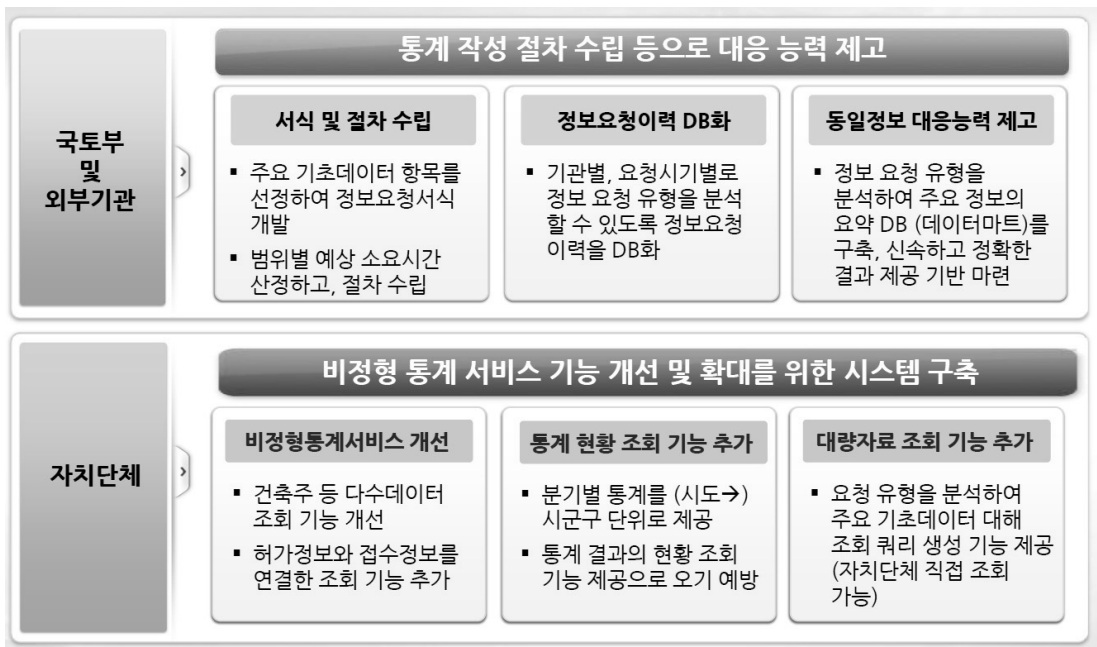 국토부
및
외부기관
통계 작성 절차 수립 등으로 대응 능력 제고
서식 및 절차 수립
▪ 주요 기초데이터 항목를
선정하여 정보요청서식
개발
▪ 범위별 예상 소요시간
산정하고, 절차 수립
정보요청이력 DB화
▪ 기관별, 요청시기별로
정보 요청 유형을 분석
할 수 있도록 정보요청
이력을 DB화
동일정보 대응능력 제고
▪ 정보 요청 유형을
분석하여 주요 정보의
요약 DB (데이터마트)를
구축, 신속하고 정확한
결과 제공 기반 마련
자치단체
비정형 통계 서비스 기능 개선 및 확대를 위한 시스템 구축
비정형통계서비스 개선
▪ 건축주 등 다수데이터
조회 기능 개선
▪ 허가정보와 접수정보를
연결한 조회 기능 추가
통계 현황 조회 기능 추가
▪ 분기별 통계를 (시도→)
시군구 단위로 제공
▪ 통계 결과의 현황 조회
기능 제공으로 오기 예방
대량자료 조회 기능 추가
▪ 요청 유형을 분석하여
주요 기초데이터 대해
조회 쿼리 생성 기능 제공
(자치단체 직접 조회
가능)